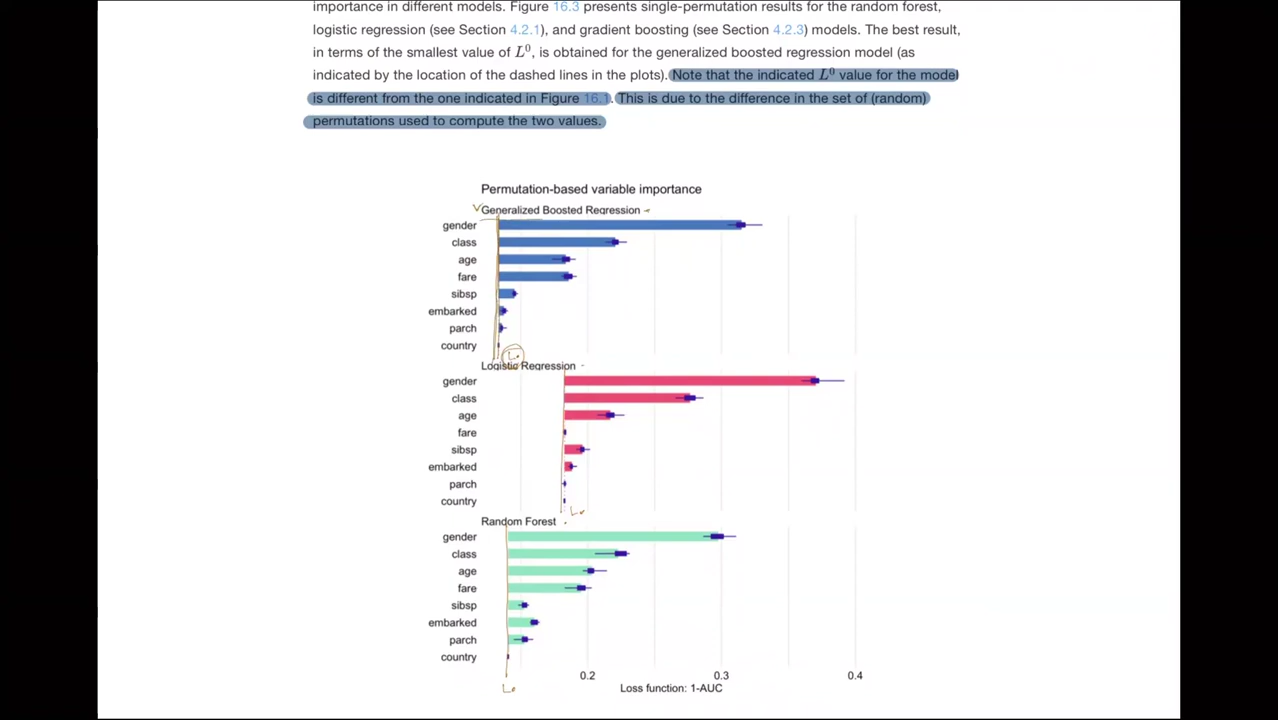 importance in different models. Figure 16.3 presents single-permutation results for the random forest,
logistic regression (see Section 4.2.1), and gradient boosting (see Section 4.2.3) models. The best result,
in terms of the smallest value of L⁰, is obtained for the generalized boosted regression model (as
indicated by the location of the dashed lines in the plots). Note that the indicated L⁰ value for the model
is different from the one indicated in Figure 16.1. This is due to the difference in the set of (random)
permutations used to compute the two values.
Permutation-based variable importance
Generalized Boosted Regression
gender
class
age
fare
sibsp
embarked
parch
country
L
Logistic Regression
gender
class
age
fare
sibsp
embarked
parch
country
Lo
Random Forest
gender
class
age
fare
sibsp
embarked
parch
country
0.2 0.3 0.4
Lo Loss function: 1-AUC